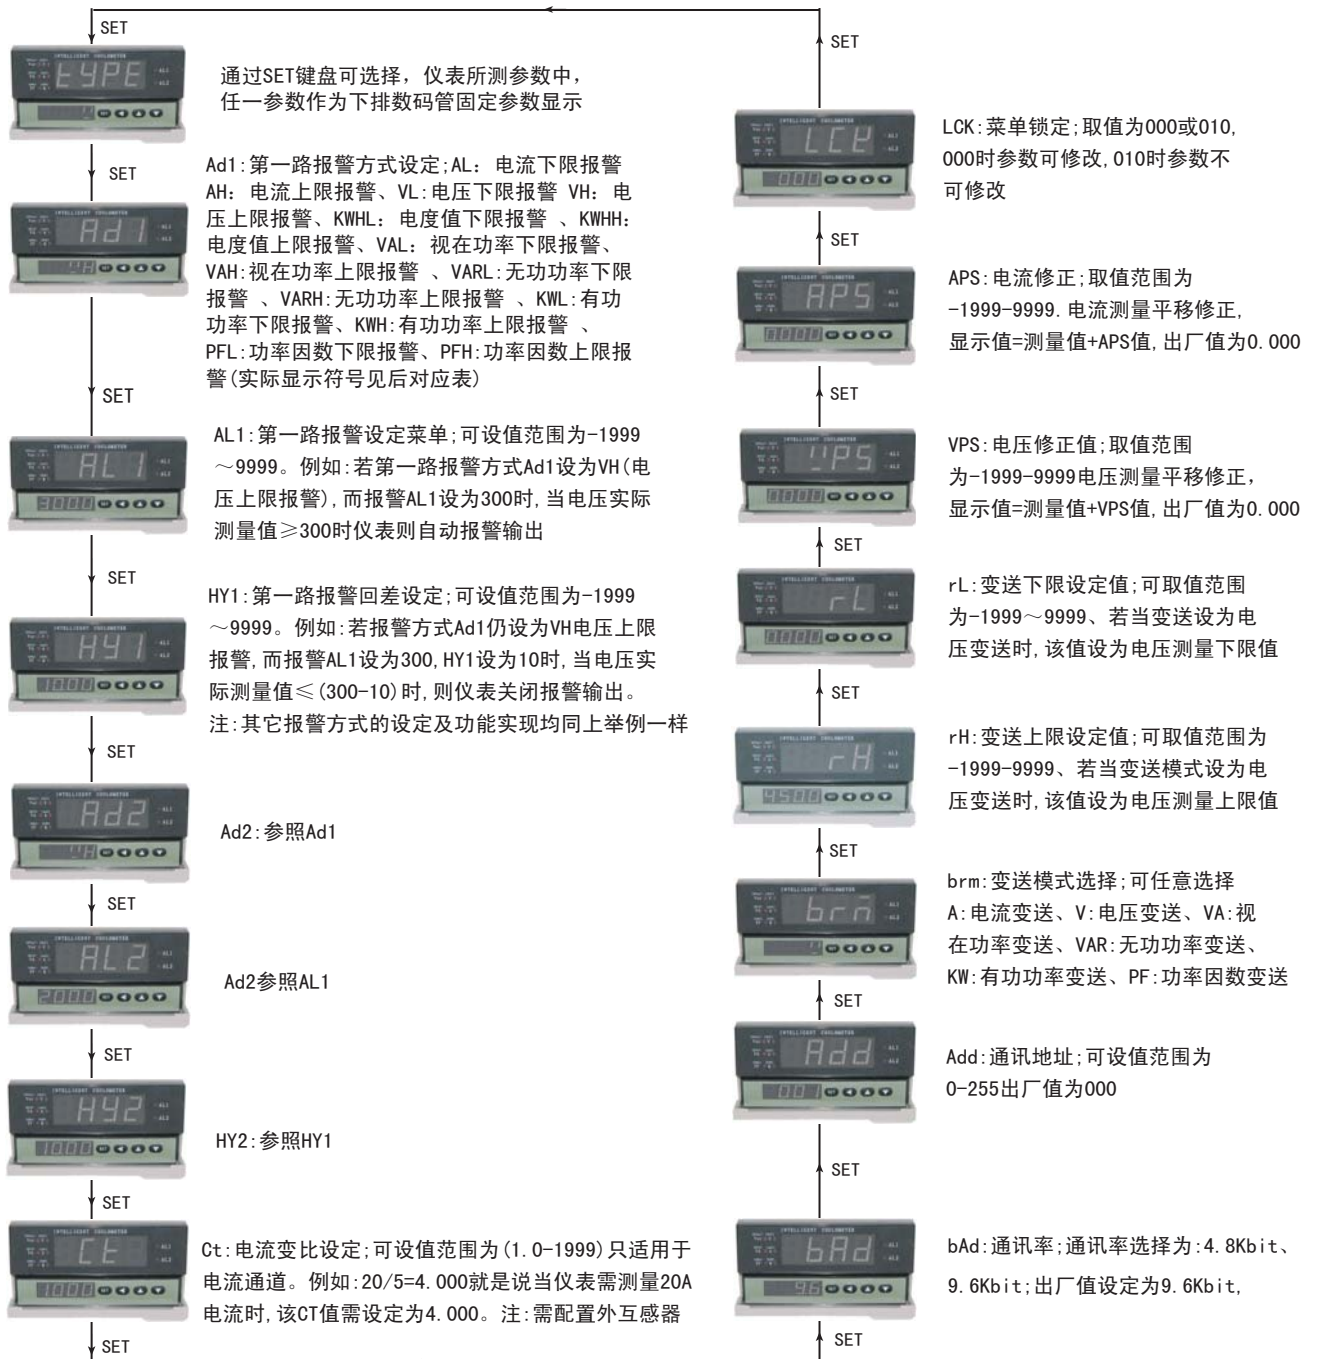 SET
tYPE
通过SET键盘可选择，仪表所测参数中，
任一参数作为下排数码管固定参数显示
SET
Ad1
Ad1:第一路报警方式设定;AL：电流下限报警
AH：电流上限报警、VL:电压下限报警 VH：电
压上限报警、KWHL：电度值下限报警 、KWHH：
电度值上限报警、VAL：视在功率下限报警、
VAH:视在功率上限报警 、VARL:无功功率下限
报警 、VARH:无功功率上限报警 、KWL:有功
功率下限报警、KWH:有功功率上限报警 、
PFL:功率因数下限报警、PFH:功率因数上限报
警(实际显示符号见后对应表)
SET
AL1
3000
AL1:第一路报警设定菜单;可设值范围为-1999
～9999。例如:若第一路报警方式Ad1设为VH(电
压上限报警),而报警AL1设为300时,当电压实际
测量值≥300时仪表则自动报警输出
SET
HY1
10.00
HY1:第一路报警回差设定;可设值范围为-1999
～9999。例如:若报警方式Ad1仍设为VH电压上限
报警,而报警AL1设为300,HY1设为10时,当电压实
际测量值≤(300-10)时,则仪表关闭报警输出。
注:其它报警方式的设定及功能实现均同上举例一样
SET
Ad2
Ad2:参照Ad1
SET
AL2
2000
Ad2参照AL1
SET
HY2
10.00
HY2:参照HY1
SET
Ct
1000
Ct:电流变比设定;可设值范围为(1.0-1999)只适用于
电流通道。例如:20/5=4.000就是说当仪表需测量20A
电流时,该CT值需设定为4.000。注:需配置外互感器
SET
SET
LCK
000
LCK:菜单锁定;取值为000或010,
000时参数可修改,010时参数不
可修改
SET
APS
0.000
APS:电流修正;取值范围为
-1999-9999.电流测量平移修正,
显示值=测量值+APS值,出厂值为0.000
SET
VPS
0000
VPS:电压修正值;取值范围
为-1999-9999电压测量平移修正，
显示值=测量值+VPS值,出厂值为0.000
SET
rL
0.000
rL:变送下限设定值;可取值范围
为-1999～9999、若当变送设为电
压变送时,该值设为电压测量下限值
SET
rH
4500
rH:变送上限设定值;可取值范围为
-1999-9999、若当变送模式设为电
压变送时,该值设为电压测量上限值
SET
brm
brm:变送模式选择;可任意选择
A:电流变送、V:电压变送、VA:视
在功率变送、VAR:无功功率变送、
KW:有功功率变送、PF:功率因数变送
SET
Add
001
Add:通讯地址;可设值范围为
0-255出厂值为000
SET
bAd
96
bAd:通讯率;通讯率选择为:4.8Kbit、
9.6Kbit;出厂值设定为9.6Kbit,
SET